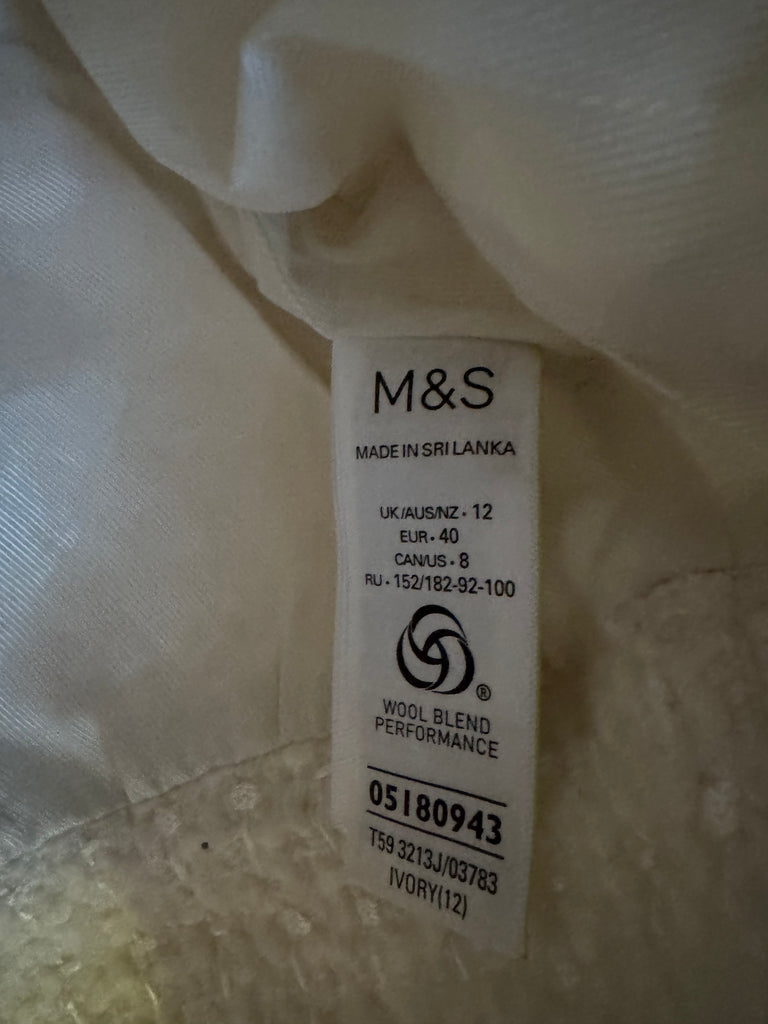 M&S
MADE IN SRI LANKA
UK/AUS/NZ • 12
EUR • 40
CAN/US • 8
RU • 152/182-92-100
®
WOOL BLEND
PERFORMANCE
05180943
T59 3213J/03783
IVORY(12)